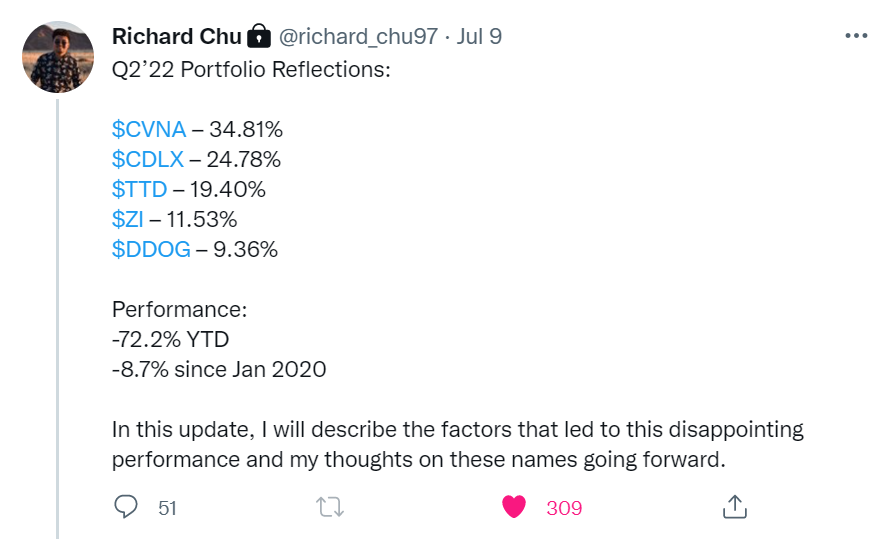 Richard Chu @richard_chu97 · Jul 9
Q2’22 Portfolio Reflections:
$CVNA – 34.81%
$CDLX – 24.78%
$TTD – 19.40%
$ZI – 11.53%
$DDOG – 9.36%
Performance:
-72.2% YTD
-8.7% since Jan 2020
In this update, I will describe the factors that led to this disappointing
performance and my thoughts on these names going forward.
51 309